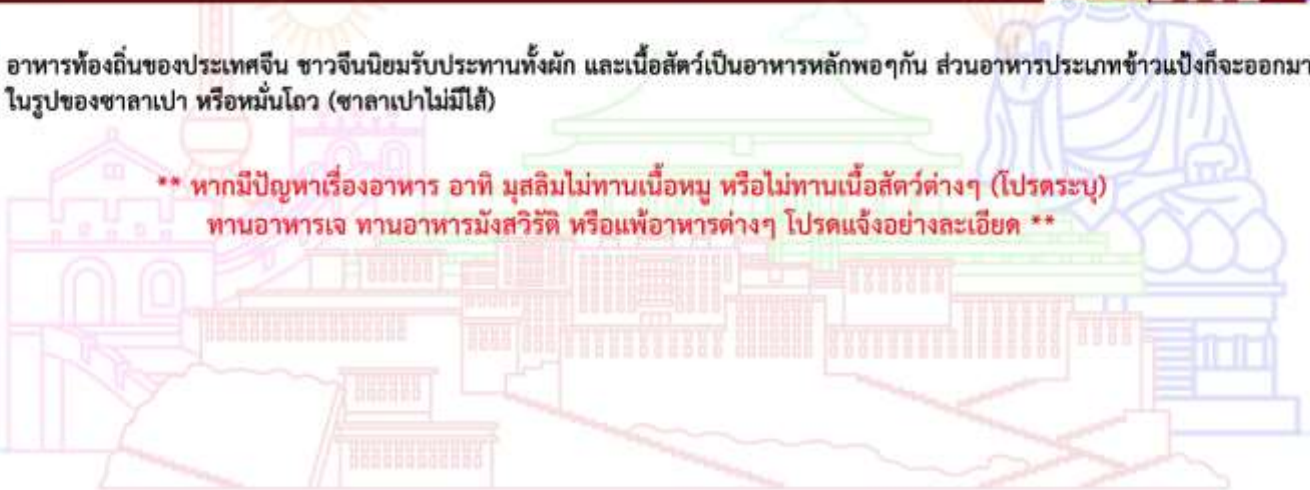 อาหารท้องถิ่นของประเทศจีน ชาวจีนนิยมรับประทานทั้งผัก และเนื้อสัตว์เป็นอาหารหลักพอๆกัน ส่วนอาหารประเภทข้าวแป้งก็จะออกมา
ในรูปของซาลาเปา หรือหมั่นโถว (ซาลาเปาไม่มีไส้)
** หากมีปัญหาเรื่องอาหาร อาทิ มุสลิมไม่ทานเนื้อหมู หรือไม่ทานเนื้อสัตว์ต่างๆ (โปรดระบุ)
ทานอาหารเจ ทานอาหารมังสวิรัติ หรือแพ้อาหารต่างๆ โปรดแจ้งอย่างละเอียด **